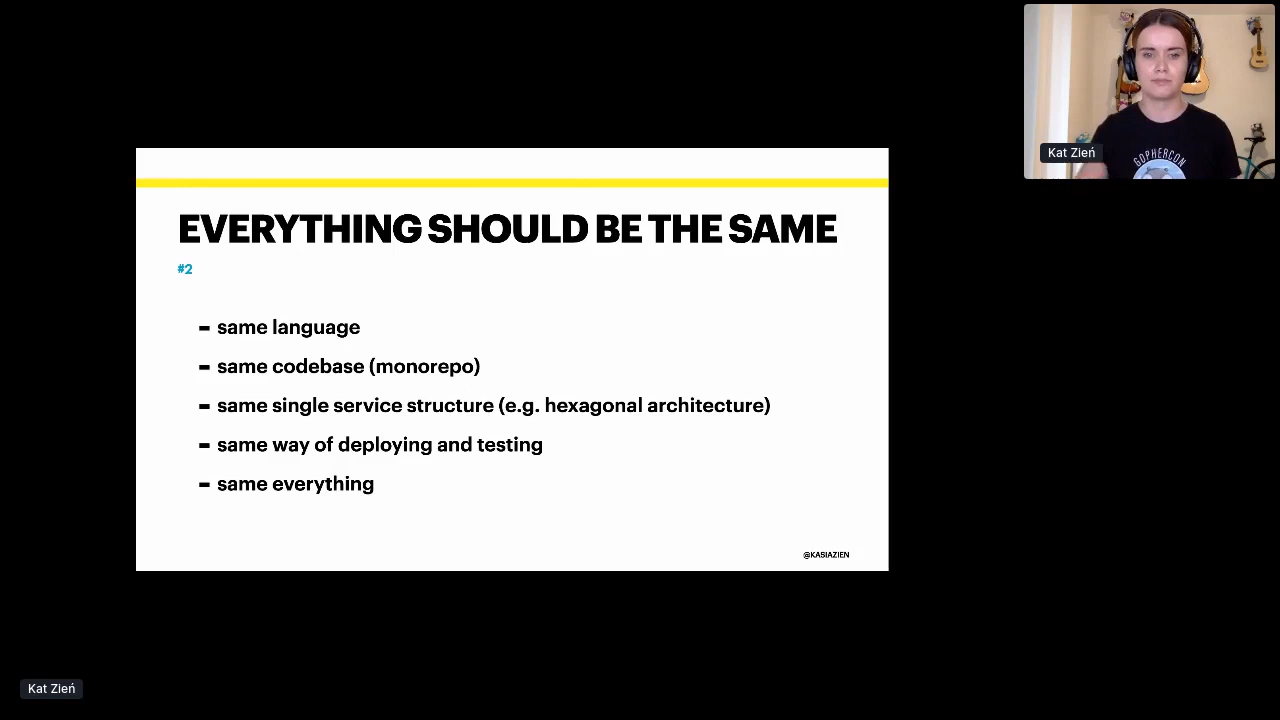 Kat Zień
GOPHERCON
EVERYTHING SHOULD BE THE SAME
#2
- same language
- same codebase (monorepo)
- same single service structure (e.g. hexagonal architecture)
- same way of deploying and testing
- same everything
@KASIAZIEN
Kat Zień